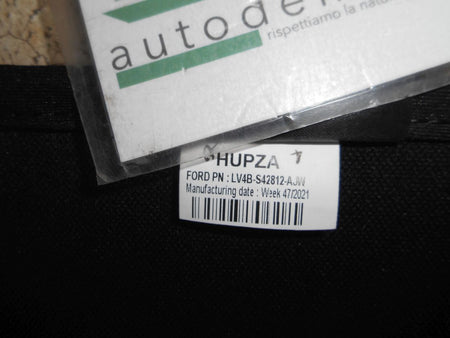 autode
rispettiamo la natu
HUPZA
FORD PN : LV4B-S42812-AJW
Manufacturing date : Week 47/2021